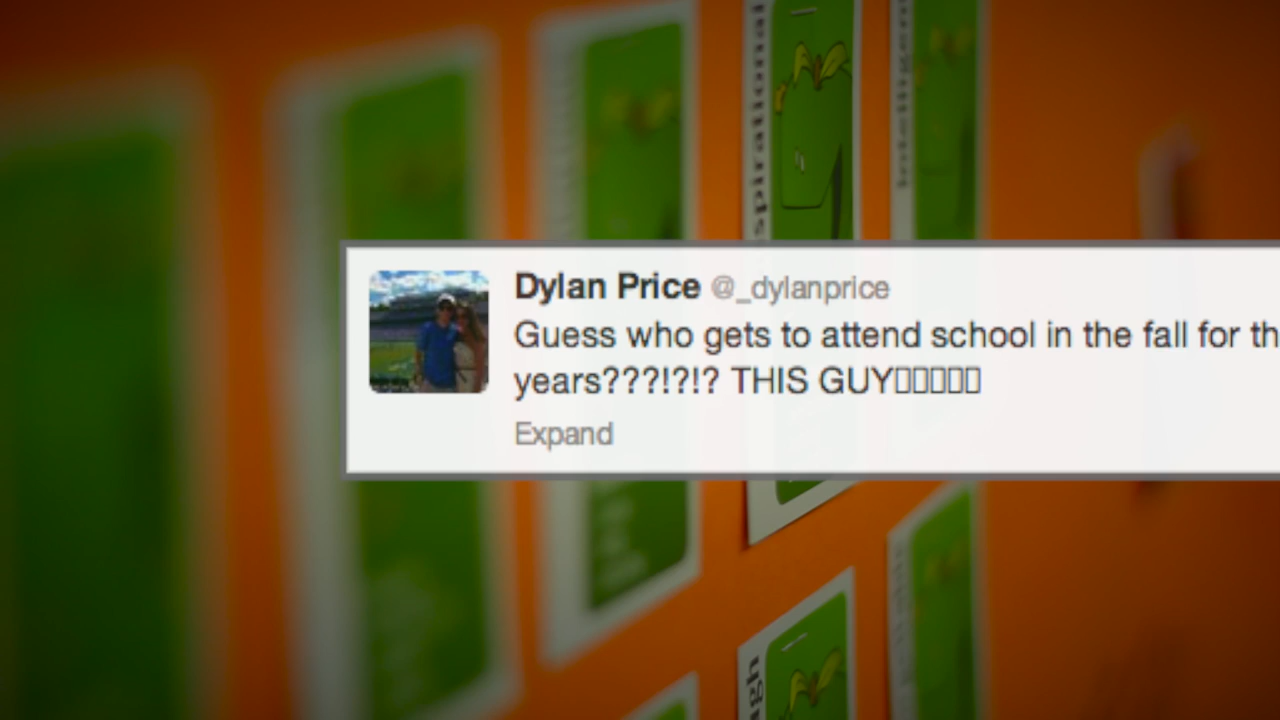 Dylan Price @_dylanprice
Guess who gets to attend school in the fall for th
years???!?!? THIS GUY▯▯▯▯▯
Expand